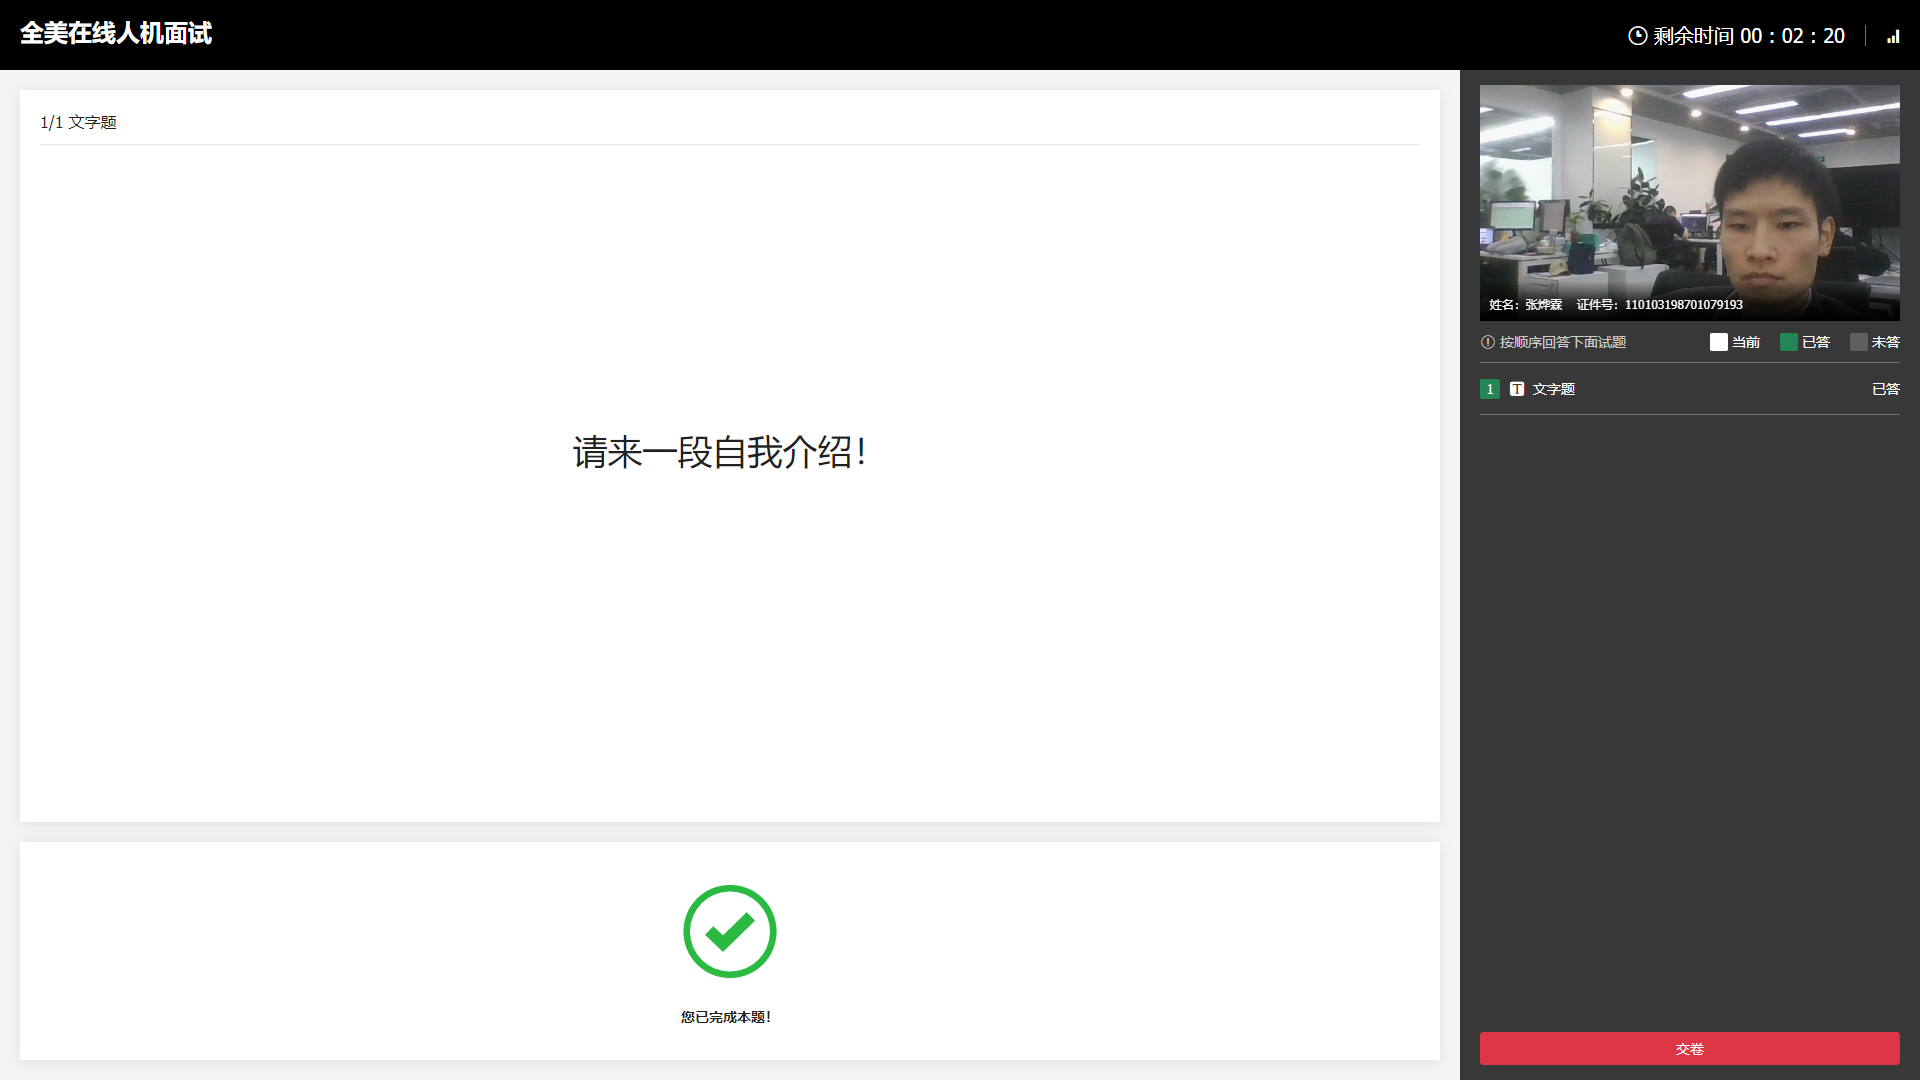 全美在线人机面试
剩余时间 00 : 02 : 20
1/1 文字题
请来一段自我介绍！
您已完成本题！
姓名：张烨霖 证件号：110103198701079193
按顺序回答下面试题
当前 已答 未答
1 T 文字题 已答
交卷